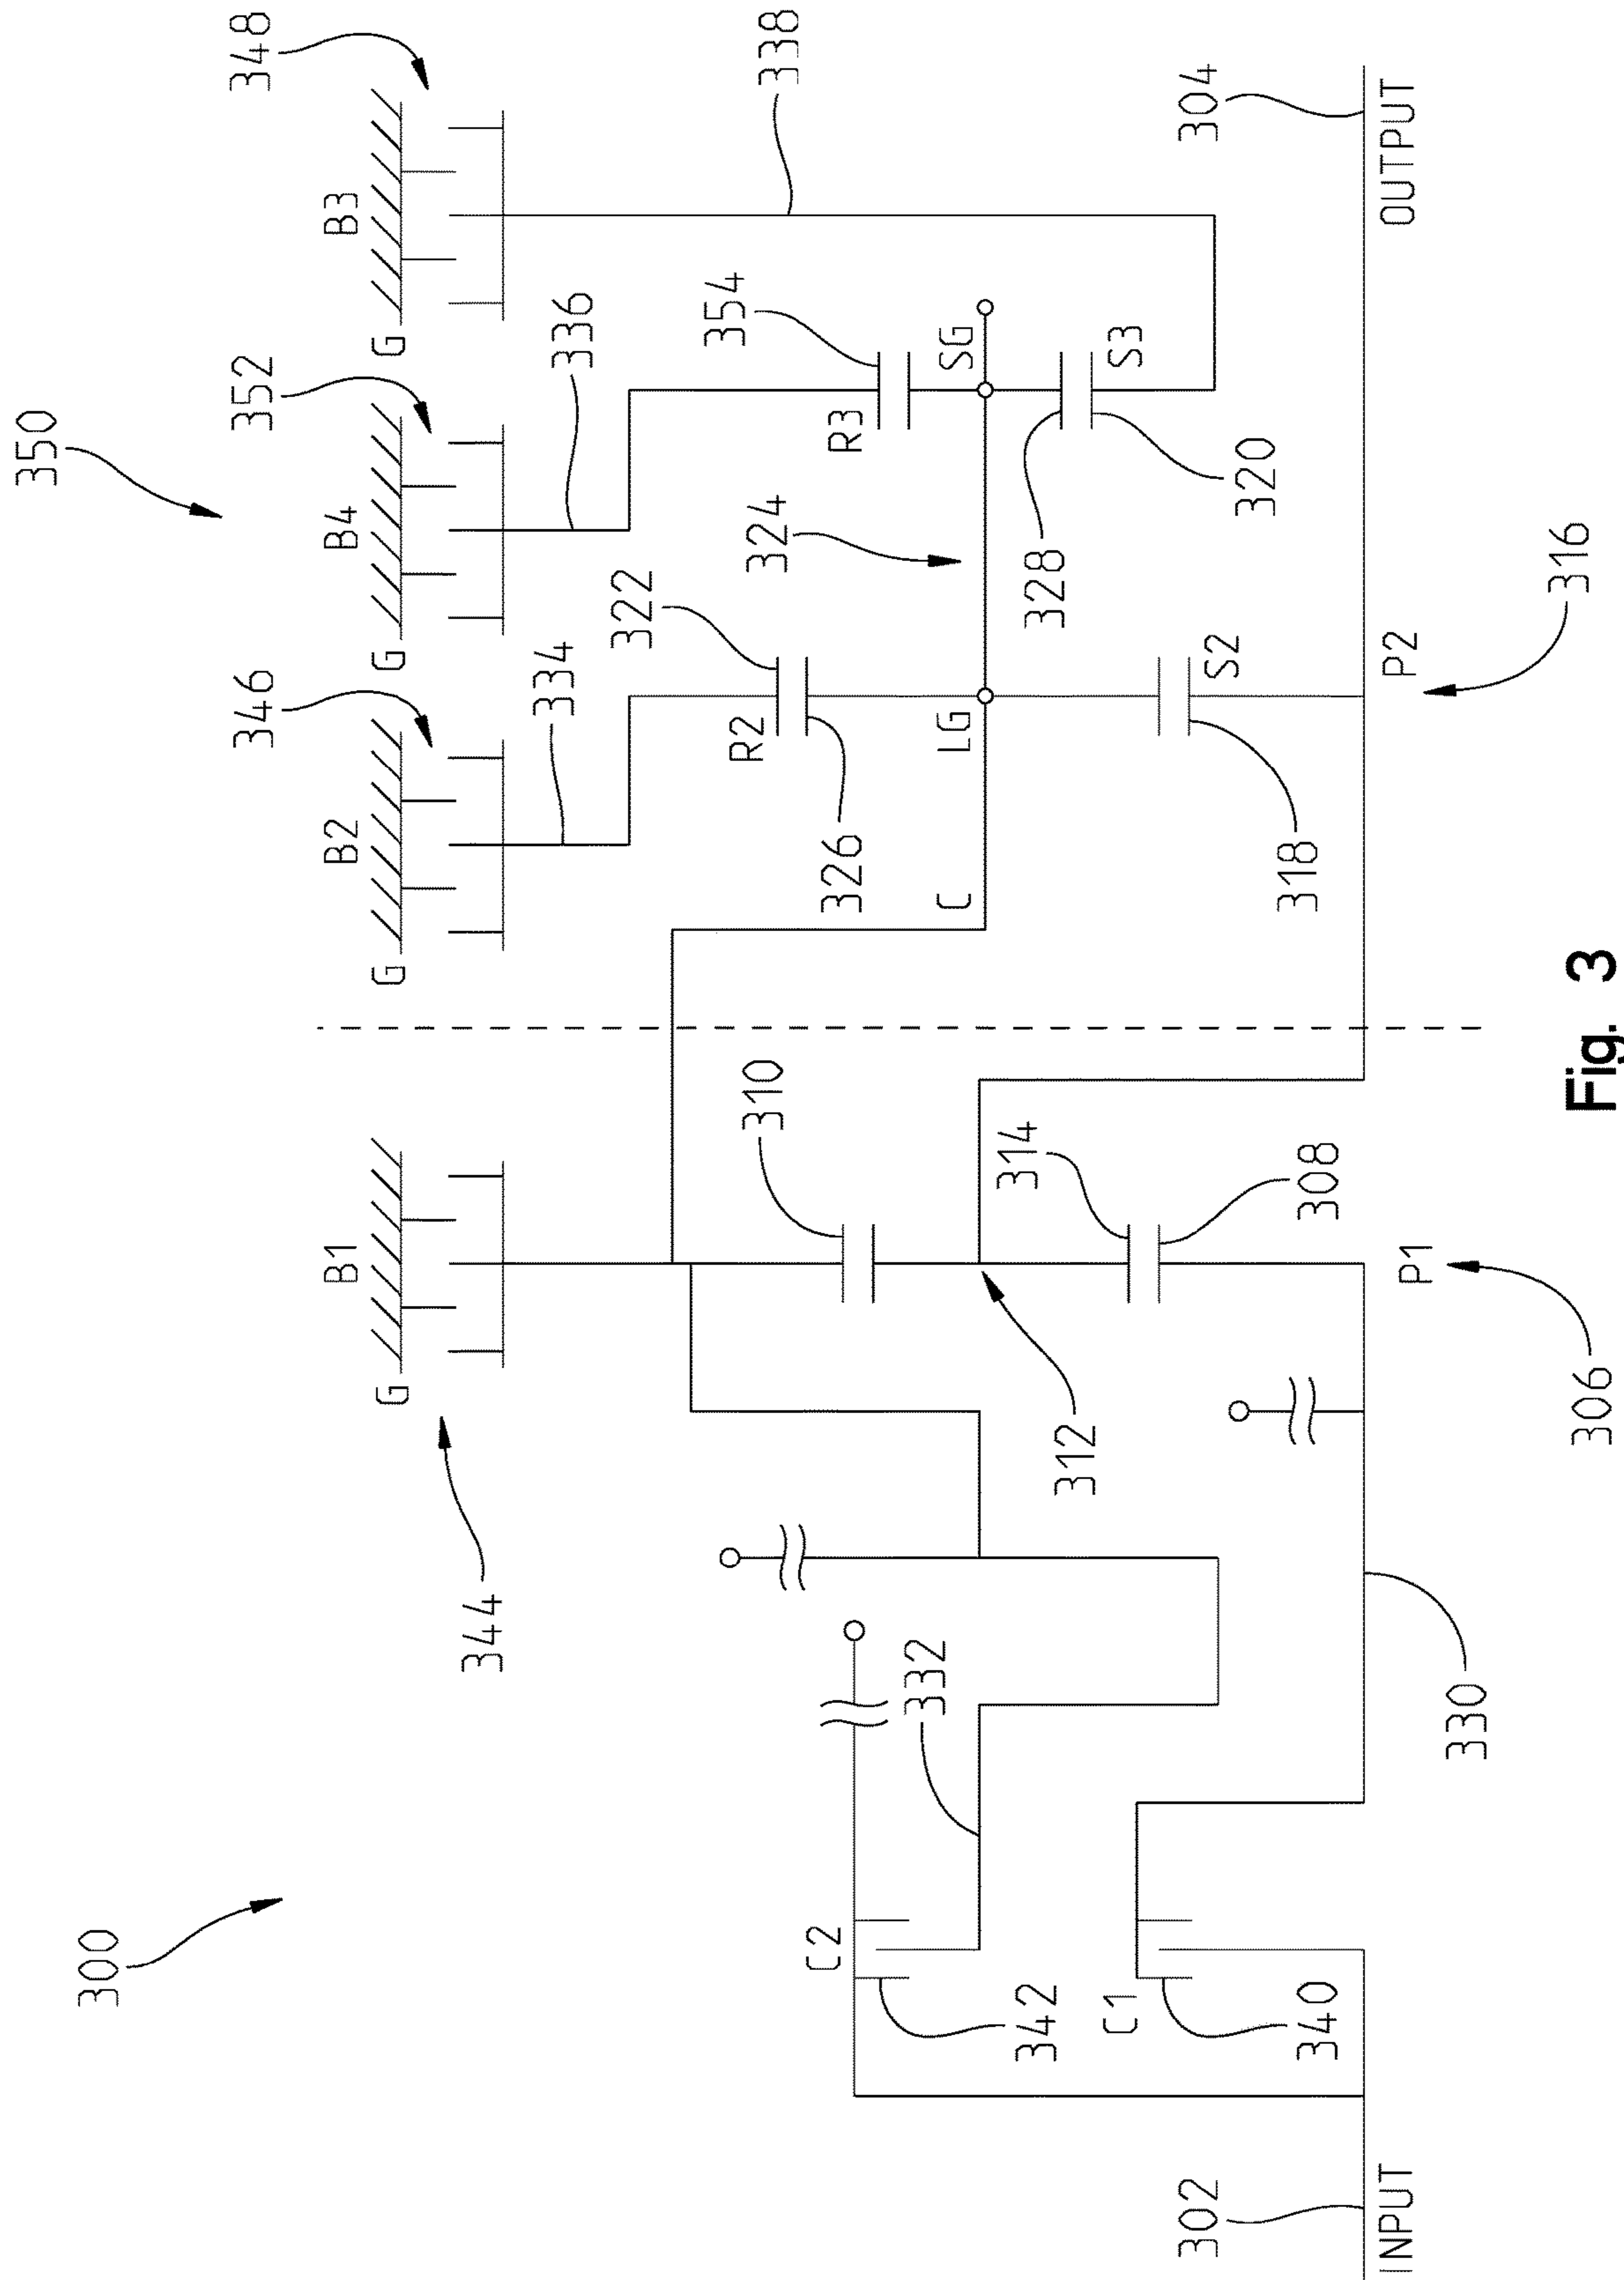 300
350
344
346
352
348
G
B1
G
B2
G
B4
G
B3
334
336
338
310
R2
322
R3
354
C2
342
332
326
C
LG
324
SG
C1
340
312
314
308
328
320
S3
S2
318
302
INPUT
330
P1
306
P2
316
304
OUTPUT
Fig. 3